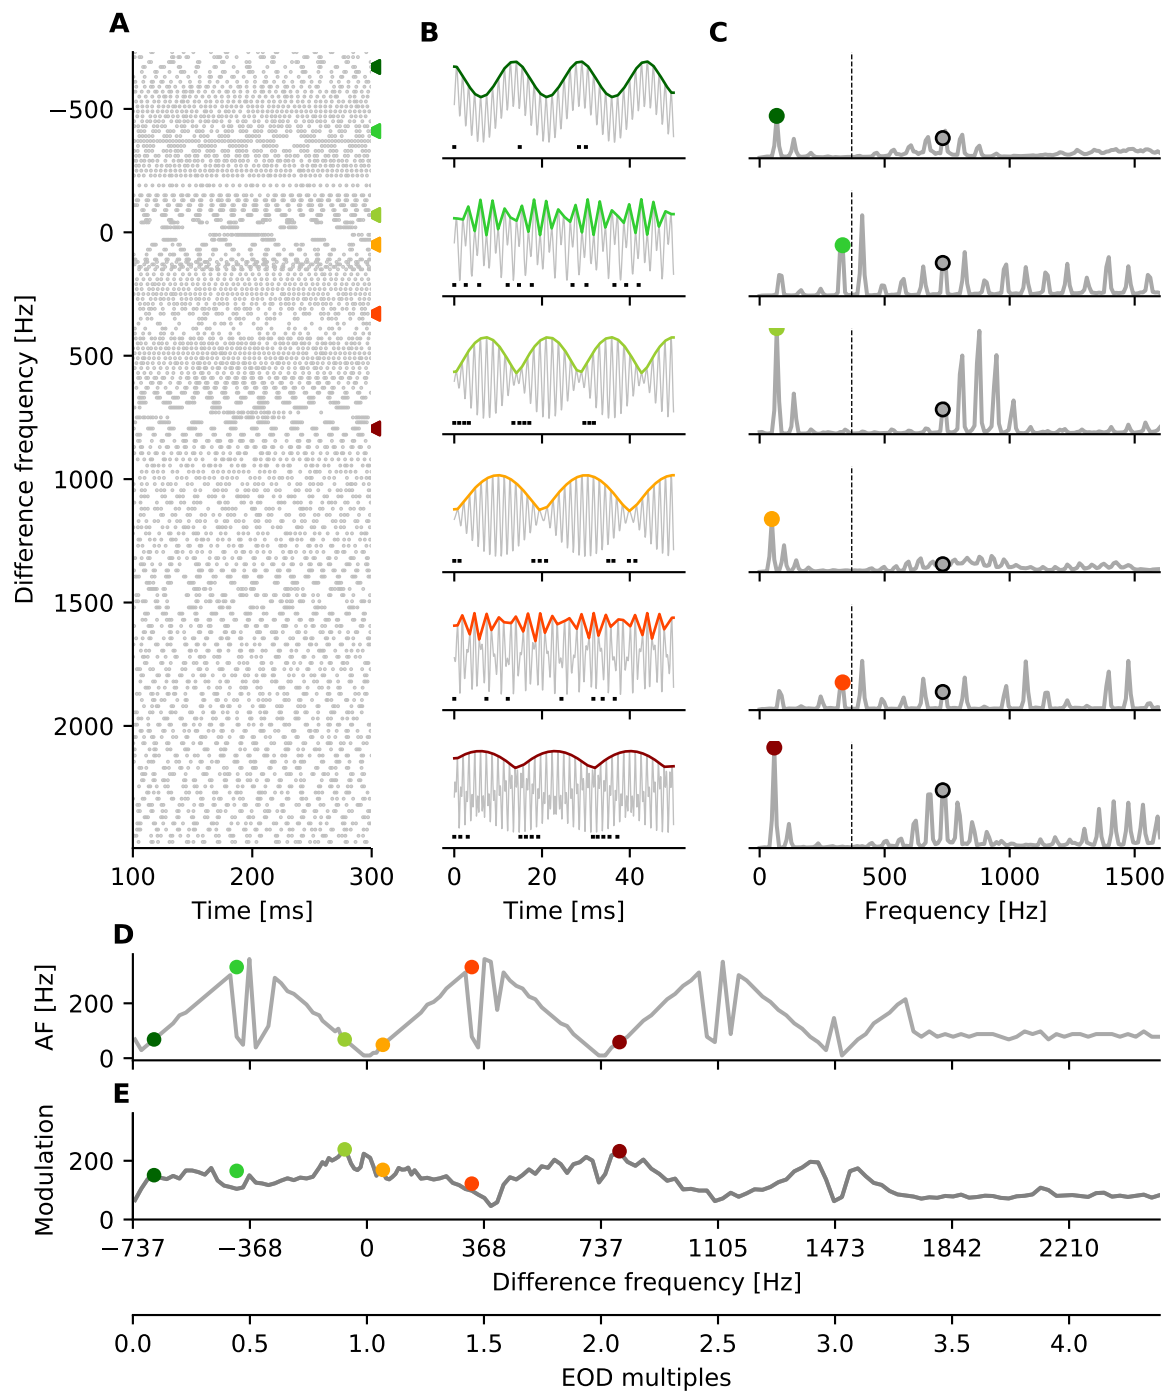 A
B
C
−500
0
500
1000
1500
2000
Difference frequency [Hz]
100
200
300
Time [ms]
0
20
40
Time [ms]
0
500
1000
1500
Frequency [Hz]
D
AF [Hz]
200
0
E
Modulation
200
0
−737
−368
0
368
737
1105
1473
1842
2210
Difference frequency [Hz]
0.0
0.5
1.0
1.5
2.0
2.5
3.0
3.5
4.0
EOD multiples